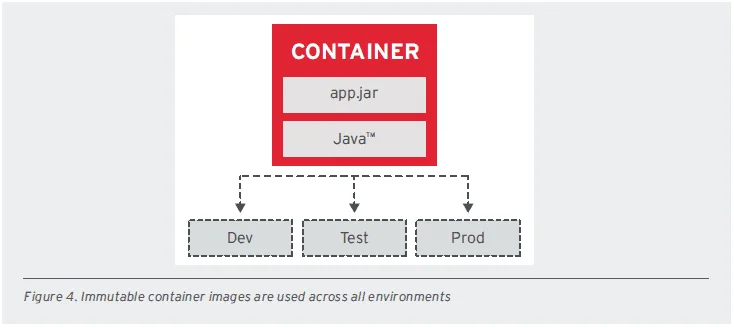 CONTAINER
app.jar
Java™
Dev Test Prod
Figure 4. Immutable container images are used across all environments